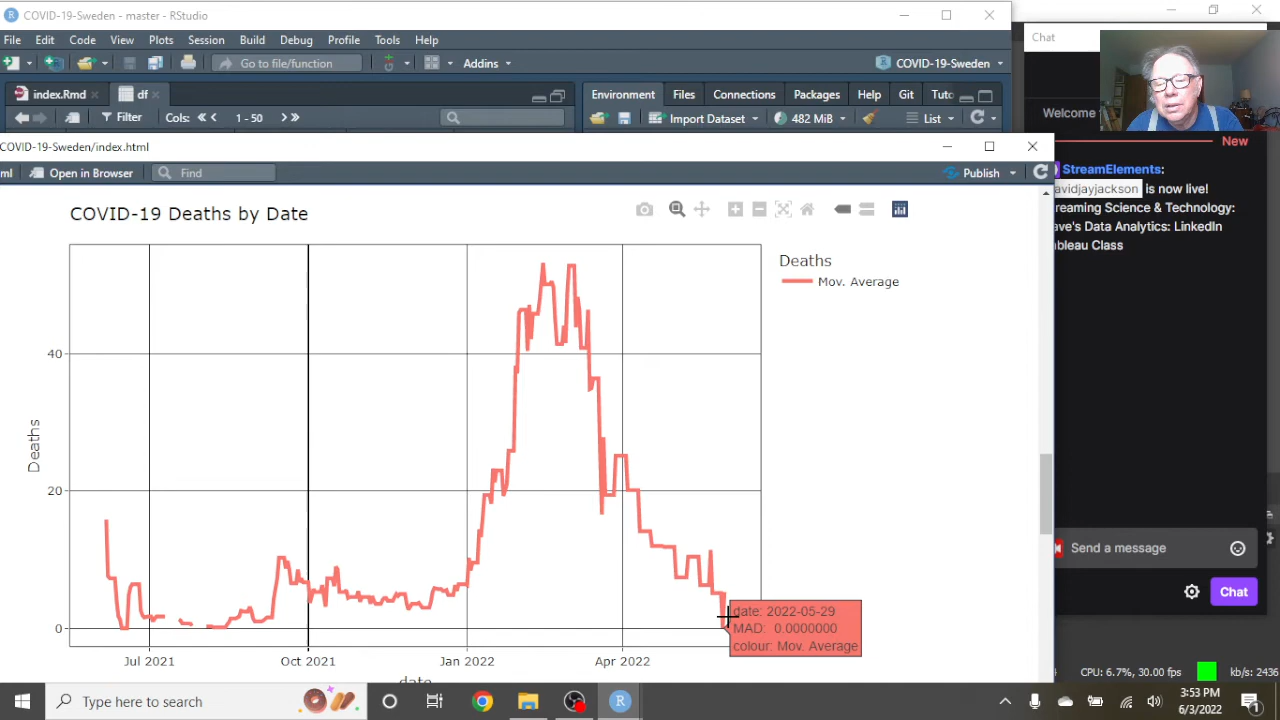 COVID-19-Sweden - master - RStudio
File Edit Code View Plots Session Build Debug Profile Tools Help
Go to file/function Addins COVID-19-Sweden
index.Rmd df
Environment Files Connections Packages Help Git Tuto
Filter Cols: 1 - 50
Import Dataset 482 MiB List
COVID-19-Sweden/index.html
ml Open in Browser Find Publish
COVID-19 Deaths by Date
Deaths
Mov. Average
40
20
0
Deaths
Jul 2021 Oct 2021 Jan 2022 Apr 2022
date
date: 2022-05-29
MAD: 0.0000000
colour: Mov. Average
Chat
Welcome
New
StreamElements:
avidjayjackson is now live!
treaming Science & Technology:
ave's Data Analytics: LinkedIn
ableau Class
Send a message
Chat
CPU: 6.7%, 30.00 fps kb/s: 2436
Type here to search
3:53 PM
6/3/2022
1